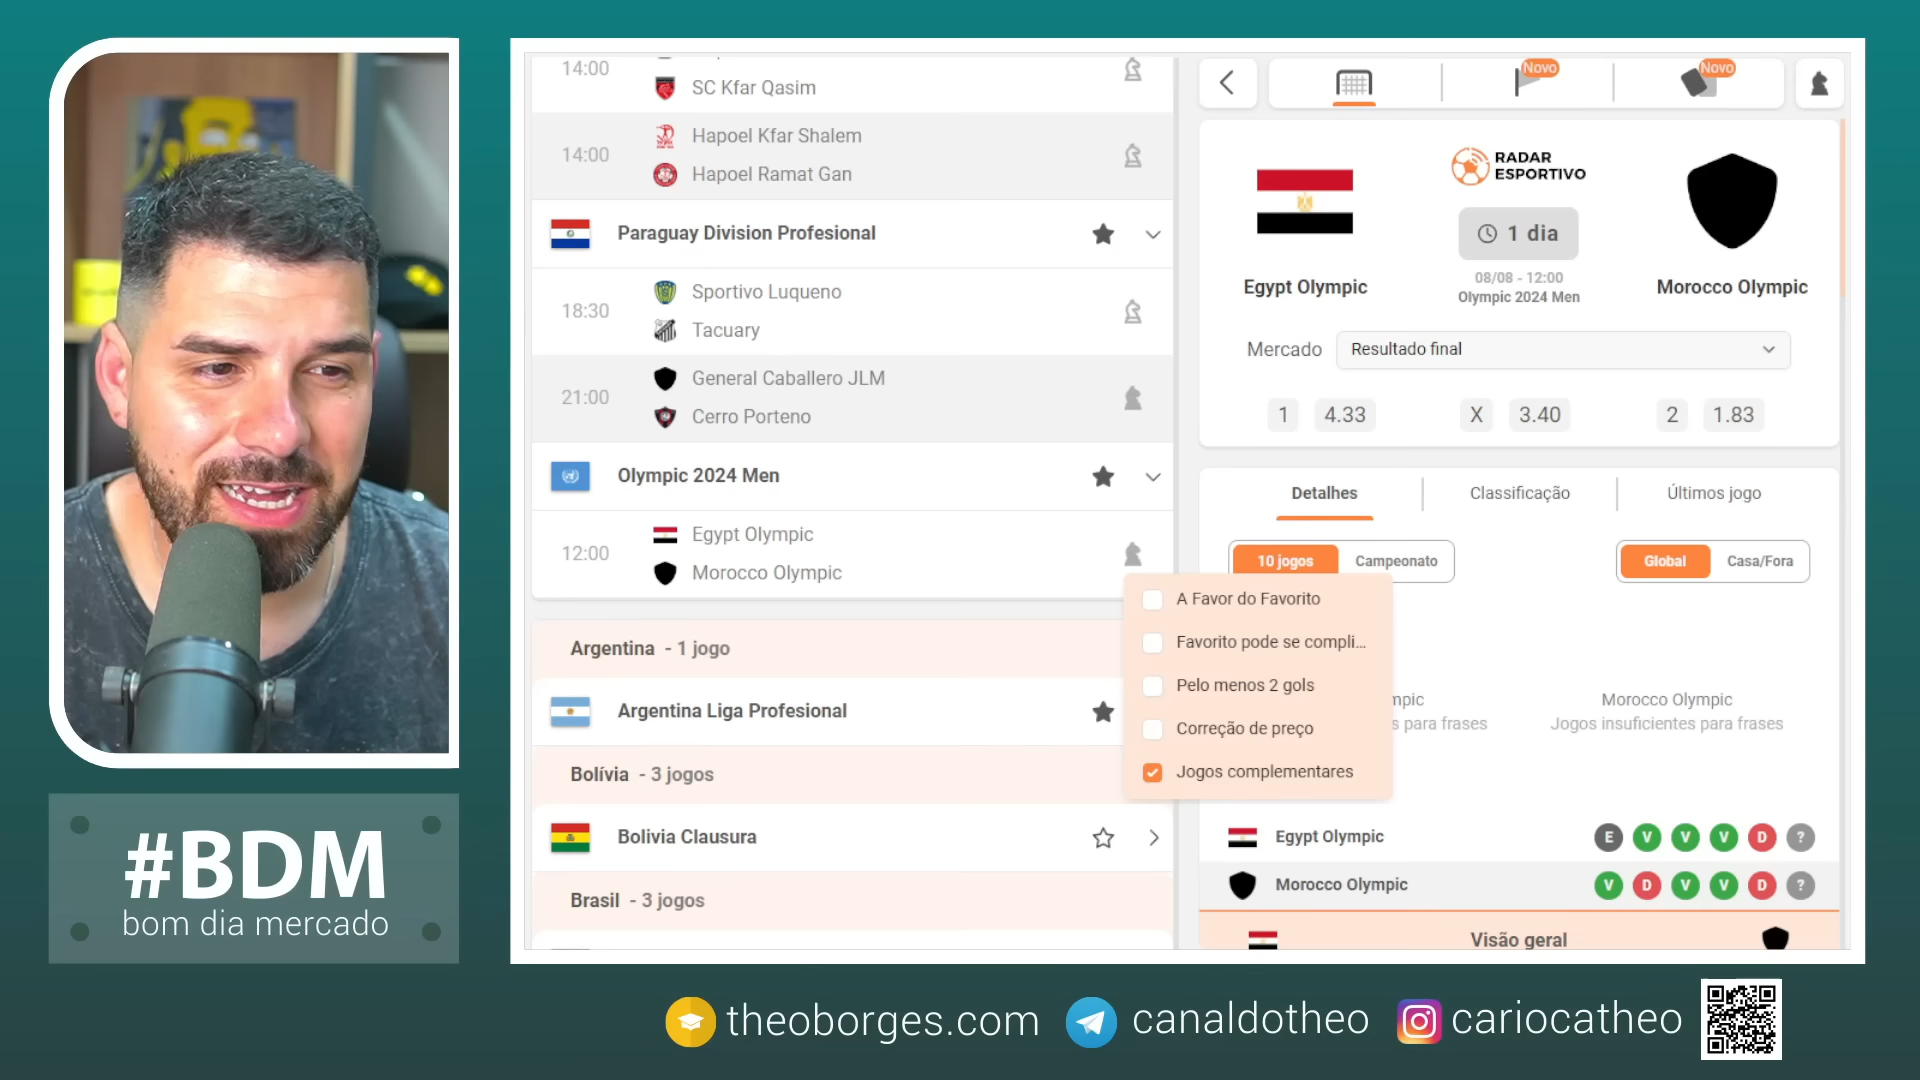 14:00
SC Kfar Qasim
14:00
Hapoel Kfar Shalem
Hapoel Ramat Gan
Paraguay Division Profesional
18:30
Sportivo Luqueno
Tacuary
21:00
General Caballero JLM
Cerro Porteno
Olympic 2024 Men
12:00
Egypt Olympic
Morocco Olympic
Argentina - 1 jogo
Argentina Liga Profesional
Bolívia - 3 jogos
Bolivia Clausura
Brasil - 3 jogos
A Favor do Favorito
Favorito pode se compli...
Pelo menos 2 gols
Correção de preço
Jogos complementares
Novo
Novo
RADAR
ESPORTIVO
1 dia
08/08 - 12:00
Olympic 2024 Men
Egypt Olympic
Morocco Olympic
Mercado Resultado final
1 4.33 X 3.40 2 1.83
Detalhes Classificação Últimos jogo
10 jogos Campeonato Global Casa/Fora
mpic Morocco Olympic
s para frases Jogos insuficientes para frases
Egypt Olympic E V V V D ?
Morocco Olympic V D V V D ?
Visão geral
#BDM
bom dia mercado
theoborges.com canaldotheo cariocatheo